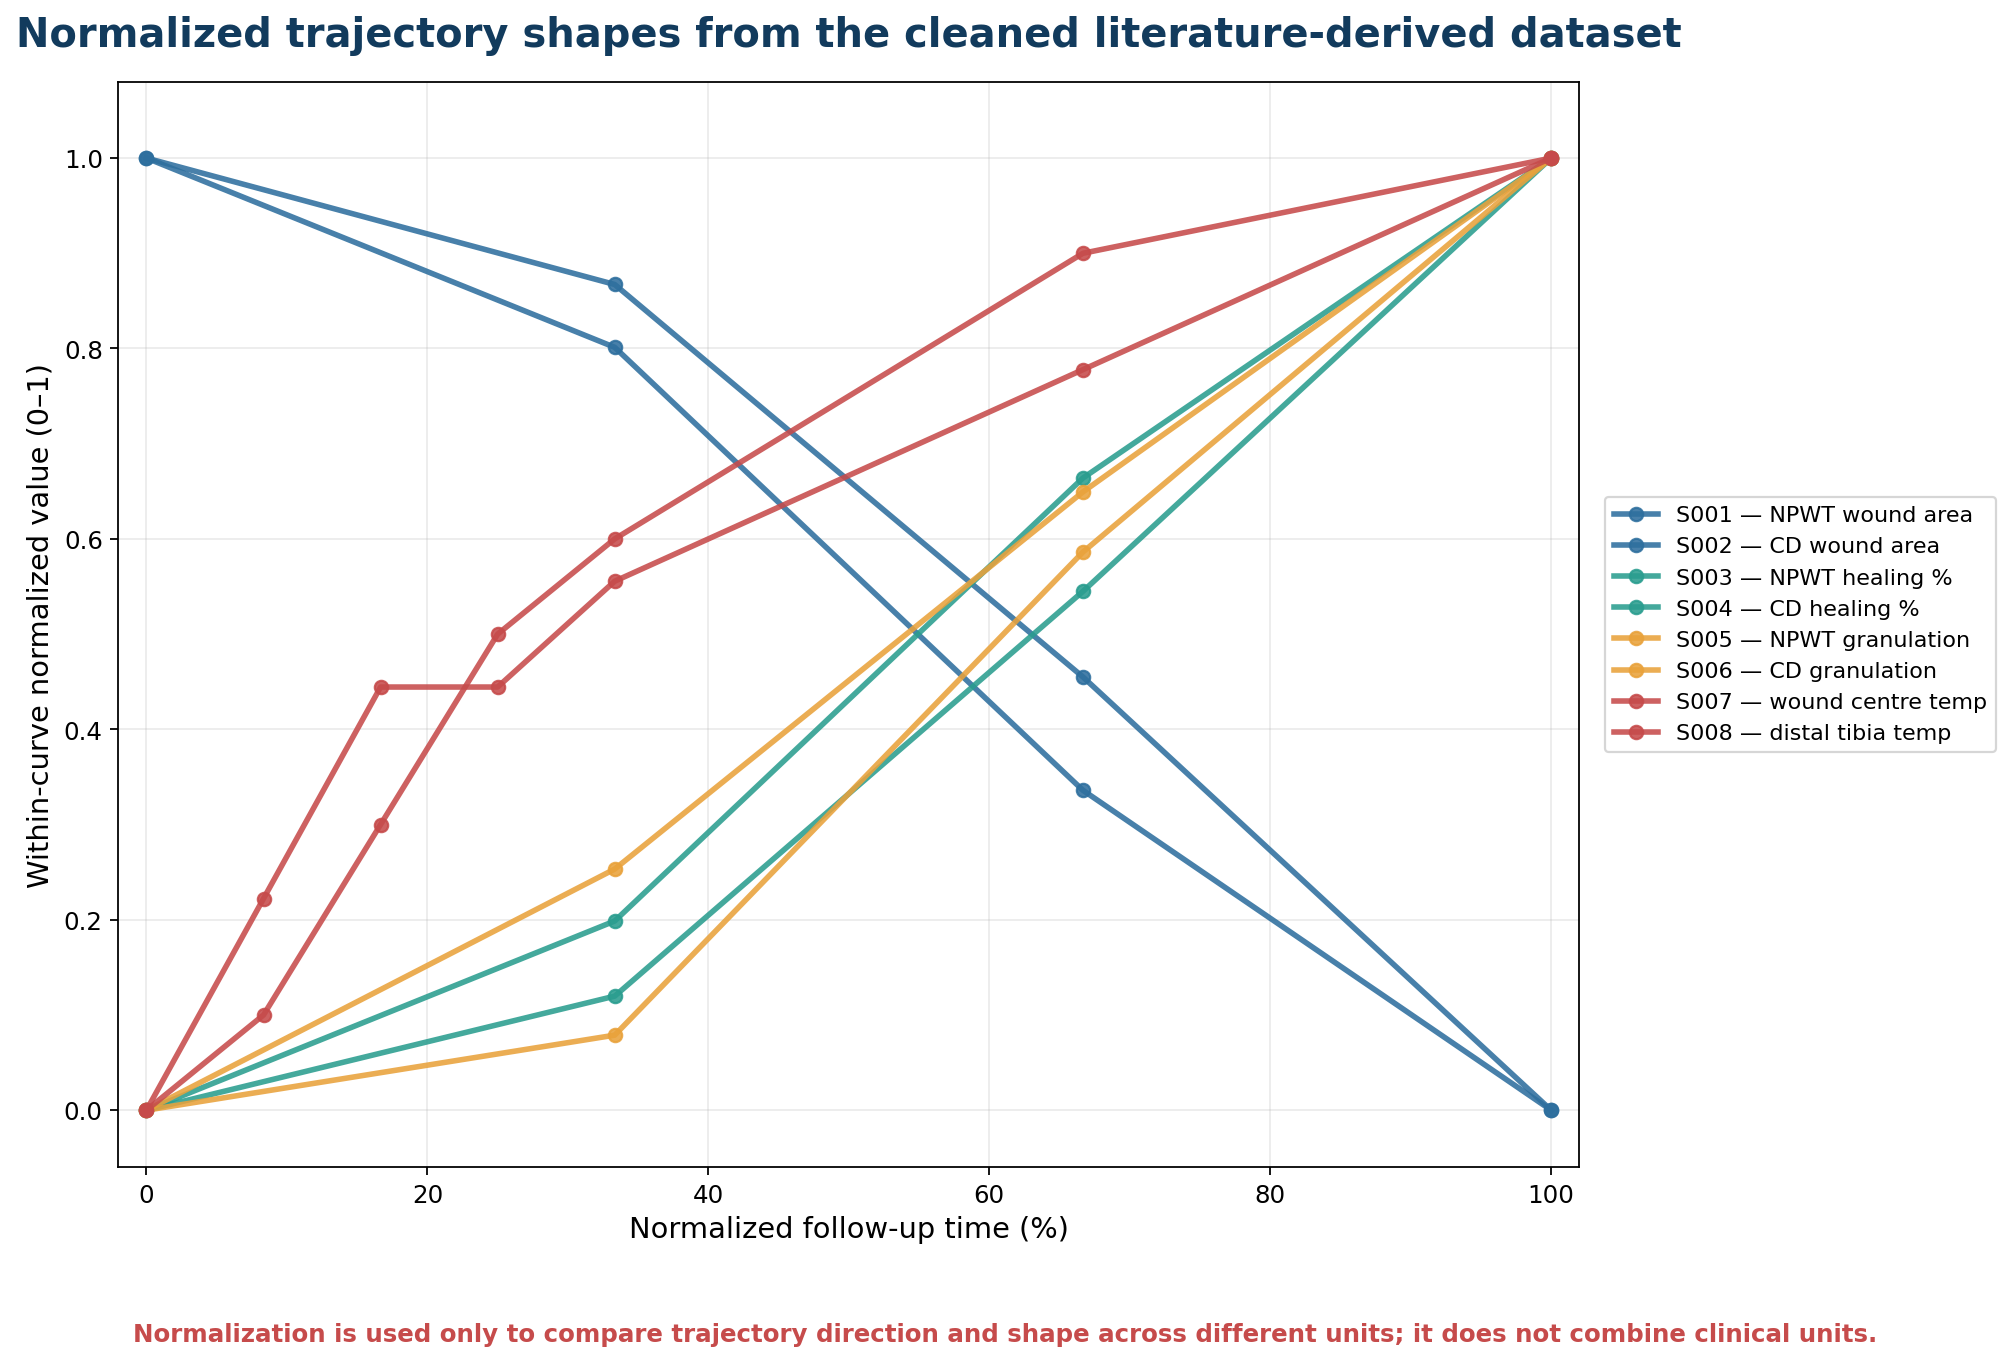 Normalized trajectory shapes from the cleaned literature-derived dataset
Within-curve normalized value (0–1)
1.0
0.8
0.6
0.4
0.2
0.0
0
20
40
60
80
100
Normalized follow-up time (%)
S001 — NPWT wound area
S002 — CD wound area
S003 — NPWT healing %
S004 — CD healing %
S005 — NPWT granulation
S006 — CD granulation
S007 — wound centre temp
S008 — distal tibia temp
Normalization is used only to compare trajectory direction and shape across different units; it does not combine clinical units.